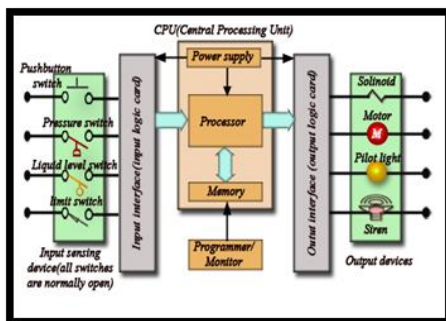 CPU(Central Processing Unit)
Pushbutton
switch
Pressure switch
Liquid level switch
limit switch
Input sensing
device(all switches
are normally open)
Input interface(input logic card)
Power supply
Processor
Memory
Programmer/
Monitor
Outut interface (output logic card)
Solinoid
Motor
M
Pilot light
Siren
Output devices